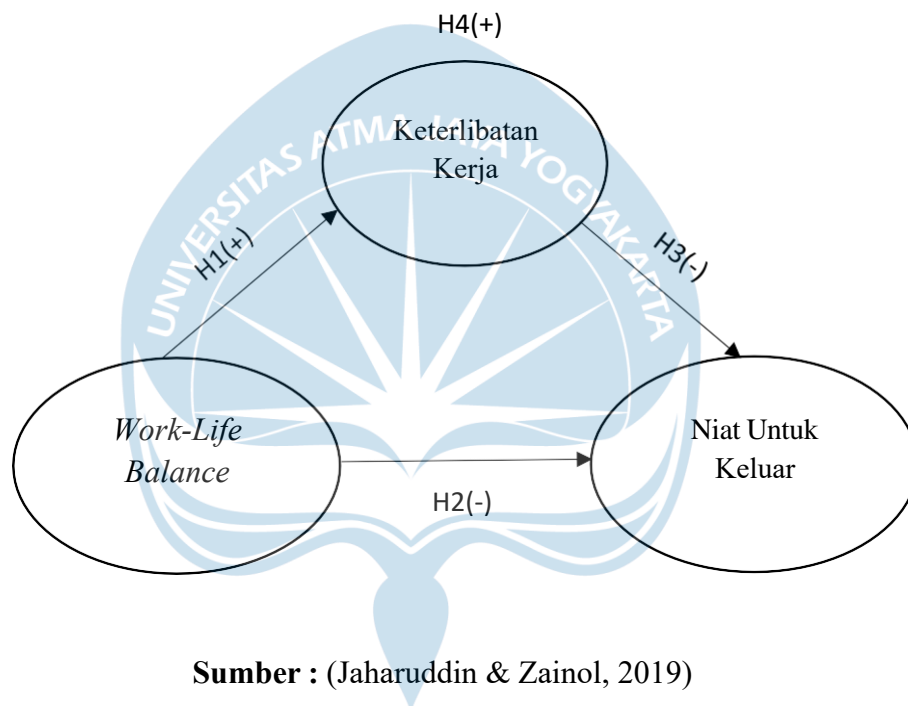 H4(+)
UNIVERSITAS ATMA JAYA YOGYAKARTA
Keterlibatan
Kerja
H1(+)
H3(-)
Work-Life
Balance
Niat Untuk
Keluar
H2(-)
Sumber : (Jaharuddin & Zainol, 2019)